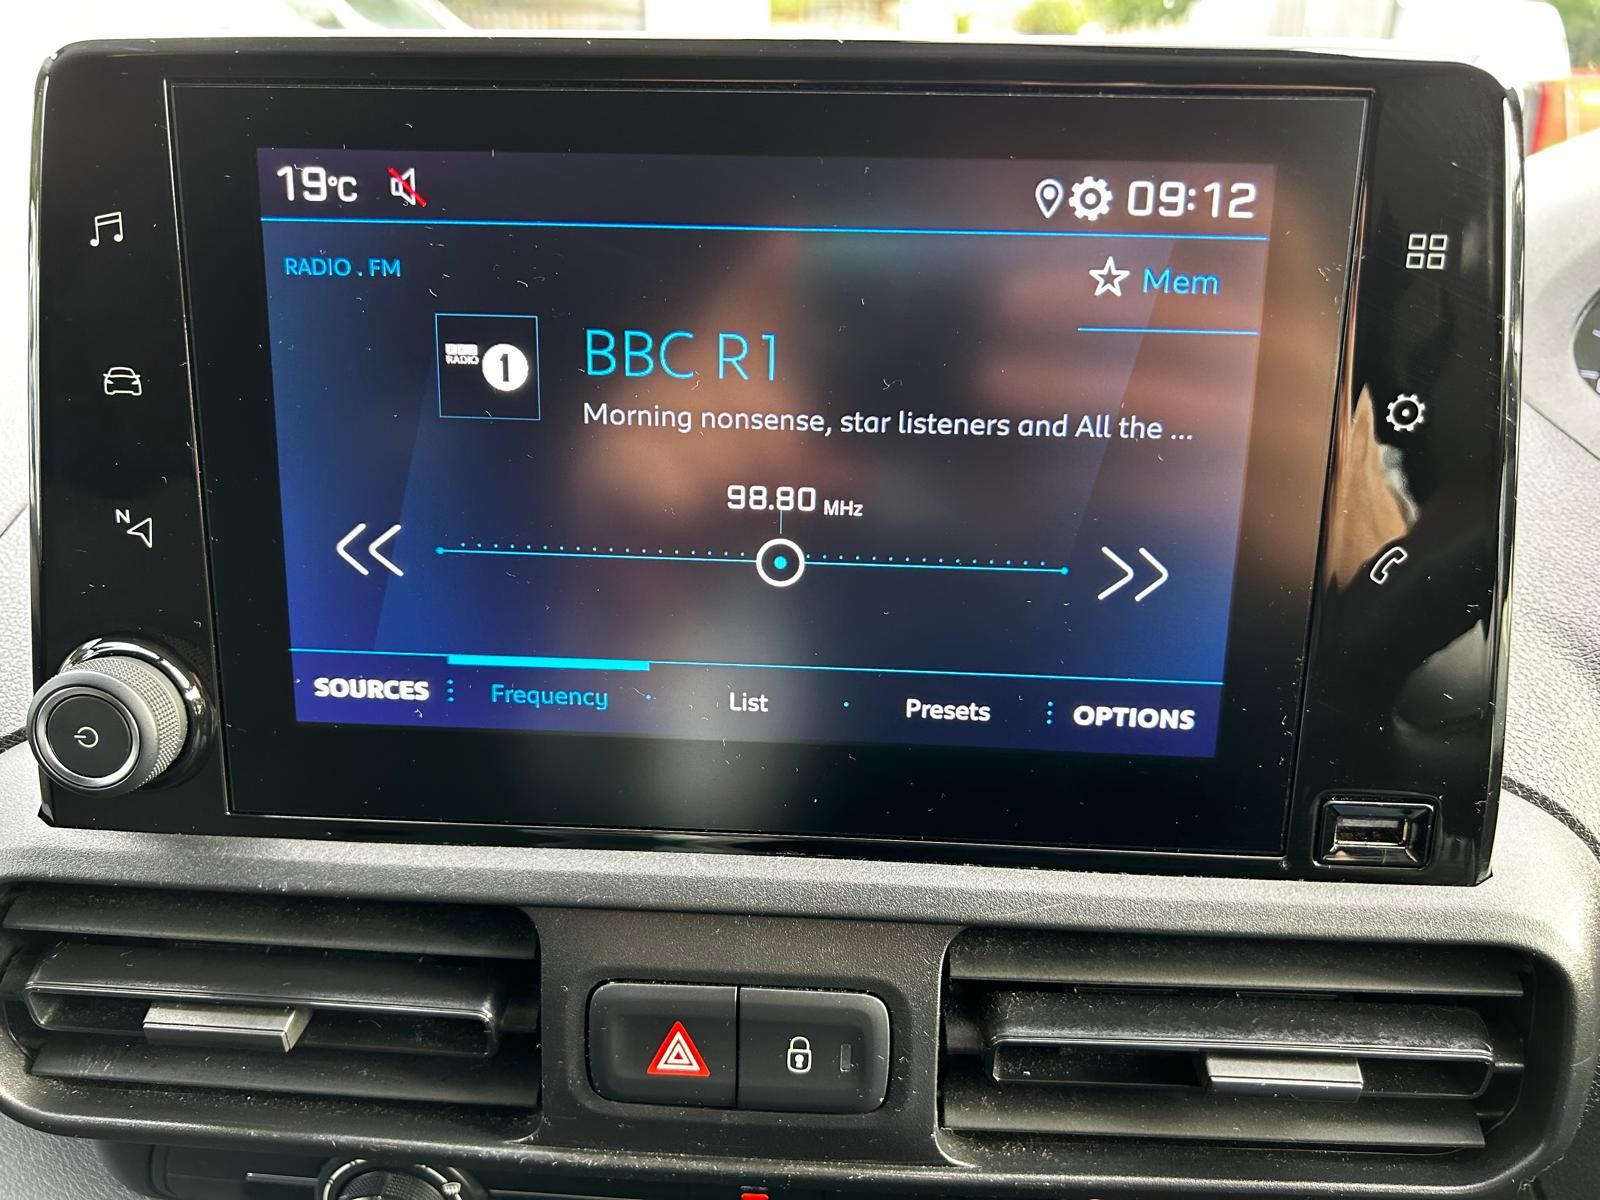 19°C
09:12
RADIO . FM
Mem
BBC
RADIO
1
BBC R1
Morning nonsense, star listeners and All the ...
98.80 MHz
N
SOURCES
Frequency
List
Presets
OPTIONS